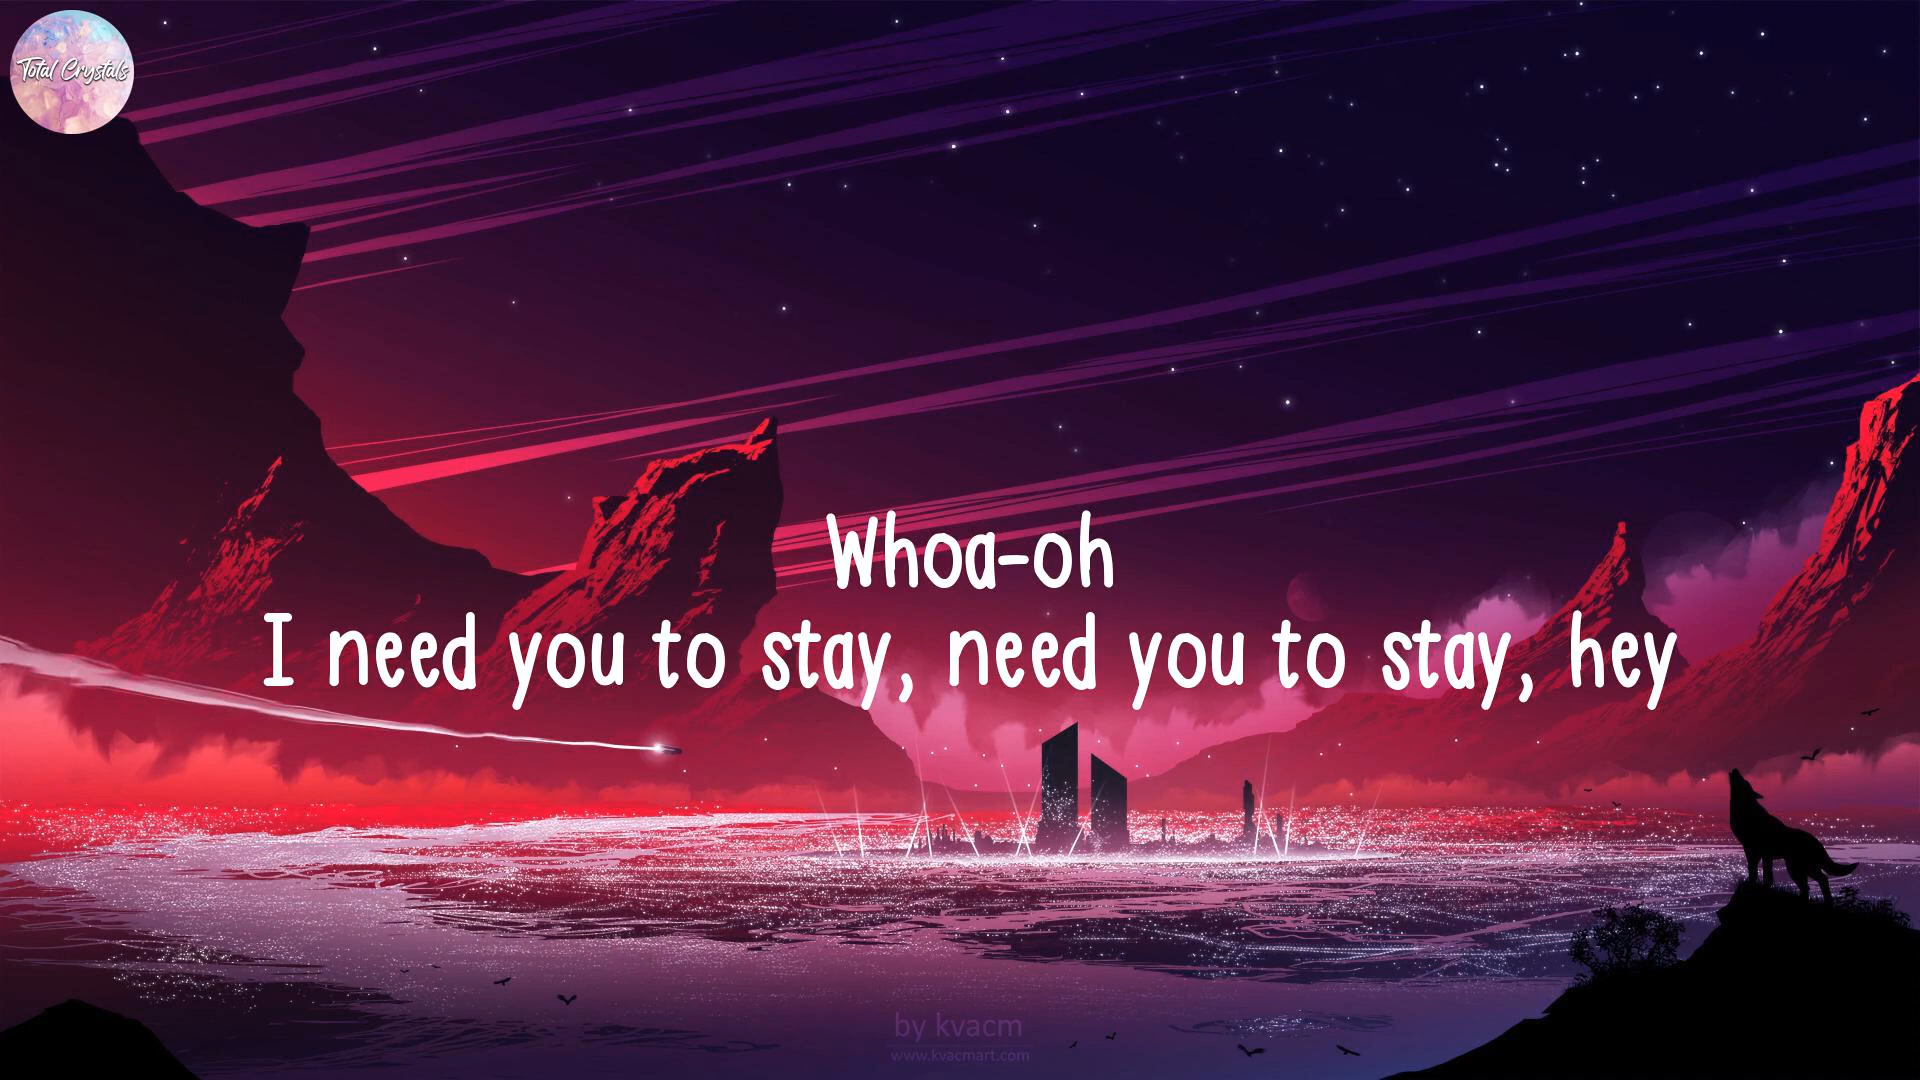 Total Crystals
Whoa-oh
I need you to stay, need you to stay, hey
by kvacm
www.kvacmart.com